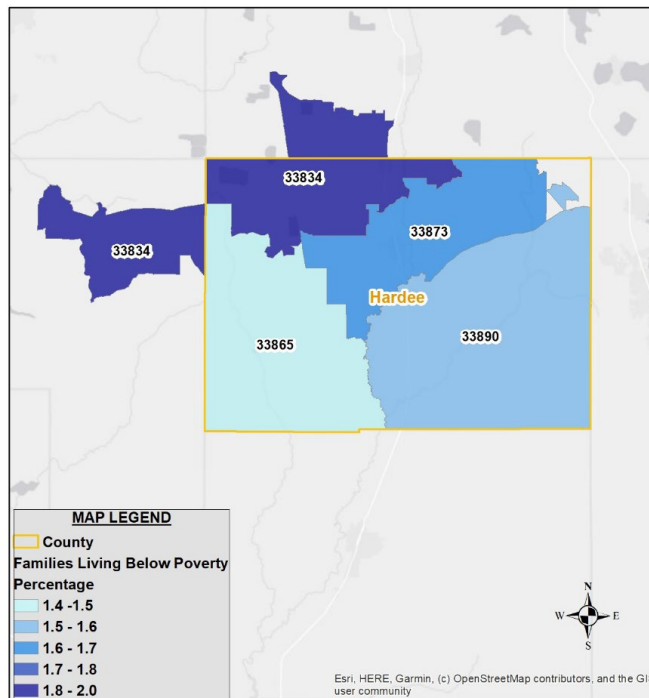 33834
33834
33873
Hardee
33865
33890
MAP LEGEND
County
Families Living Below Poverty
Percentage
1.4 -1.5
1.5 - 1.6
1.6 - 1.7
1.7 - 1.8
1.8 - 2.0
N
W
E
S
Esri, HERE, Garmin, (c) OpenStreetMap contributors, and the GI
user community